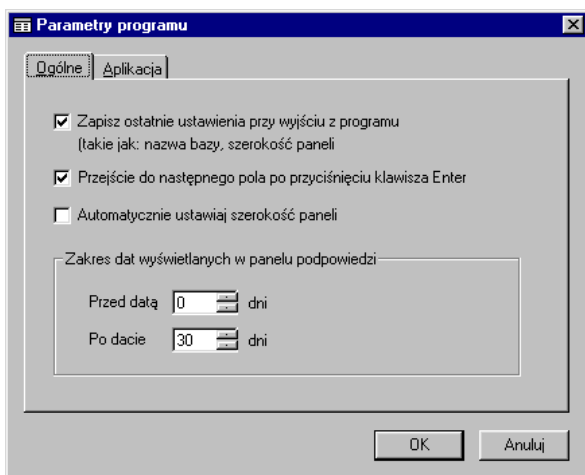 Parametry programu
Ogólne Aplikacja
Zapisz ostatnie ustawienia przy wyjściu z programu
(takie jak: nazwa bazy, szerokość paneli
Przejście do następnego pola po przyciśnięciu klawisza Enter
Automatycznie ustawiaj szerokość paneli
Zakres dat wyświetlanych w panelu podpowiedzi
Przed datą 0 dni
Po dacie 30 dni
OK Anuluj